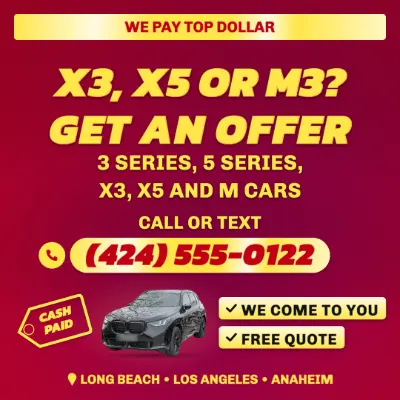 WE PAY TOP DOLLAR
X3, X5 OR M3?
GET AN OFFER
3 SERIES, 5 SERIES,
X3, X5 AND M CARS
CALL OR TEXT
(424) 555-0122
CASH
PAID
WE COME TO YOU
FREE QUOTE
LONG BEACH • LOS ANGELES • ANAHEIM